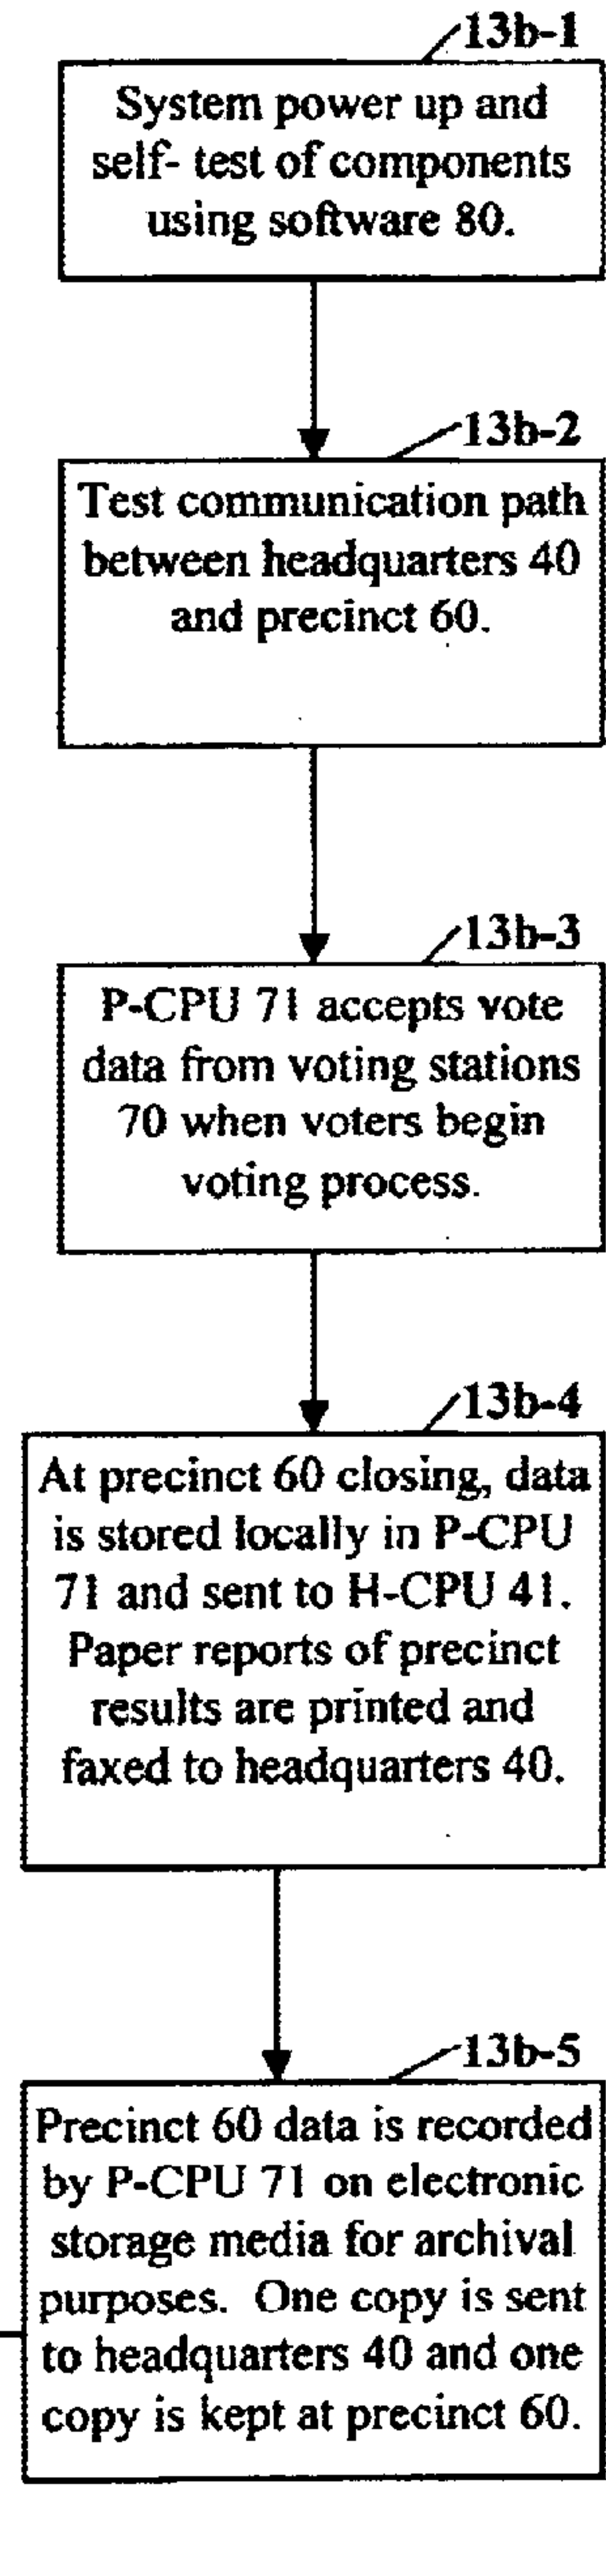 13b-1
System power up and
self- test of components
using software 80.
13b-2
Test communication path
between headquarters 40
and precinct 60.
13b-3
P-CPU 71 accepts vote
data from voting stations
70 when voters begin
voting process.
13b-4
At precinct 60 closing, data
is stored locally in P-CPU
71 and sent to H-CPU 41.
Paper reports of precinct
results are printed and
faxed to headquarters 40.
13b-5
Precinct 60 data is recorded
by P-CPU 71 on electronic
storage media for archival
purposes.  One copy is sent
to headquarters 40 and one
copy is kept at precinct 60.